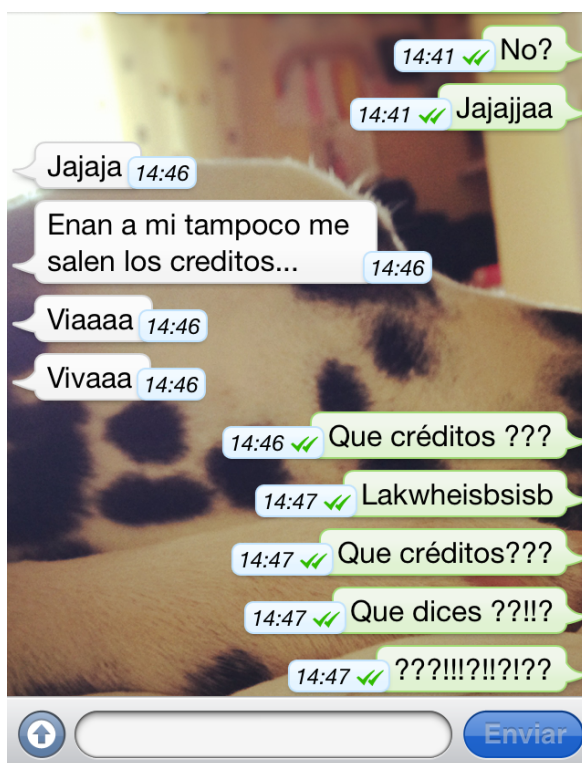 14:41 No?
14:41 Jajajjaa
Jajaja 14:46
Enan a mi tampoco me
salen los creditos... 14:46
Viaaaa 14:46
Vivaaa 14:46
14:46 Que créditos ???
14:47 Lakwheisbsisb
14:47 Que créditos???
14:47 Que dices ??!!?
14:47 ???!!!?!!?!??
Enviar